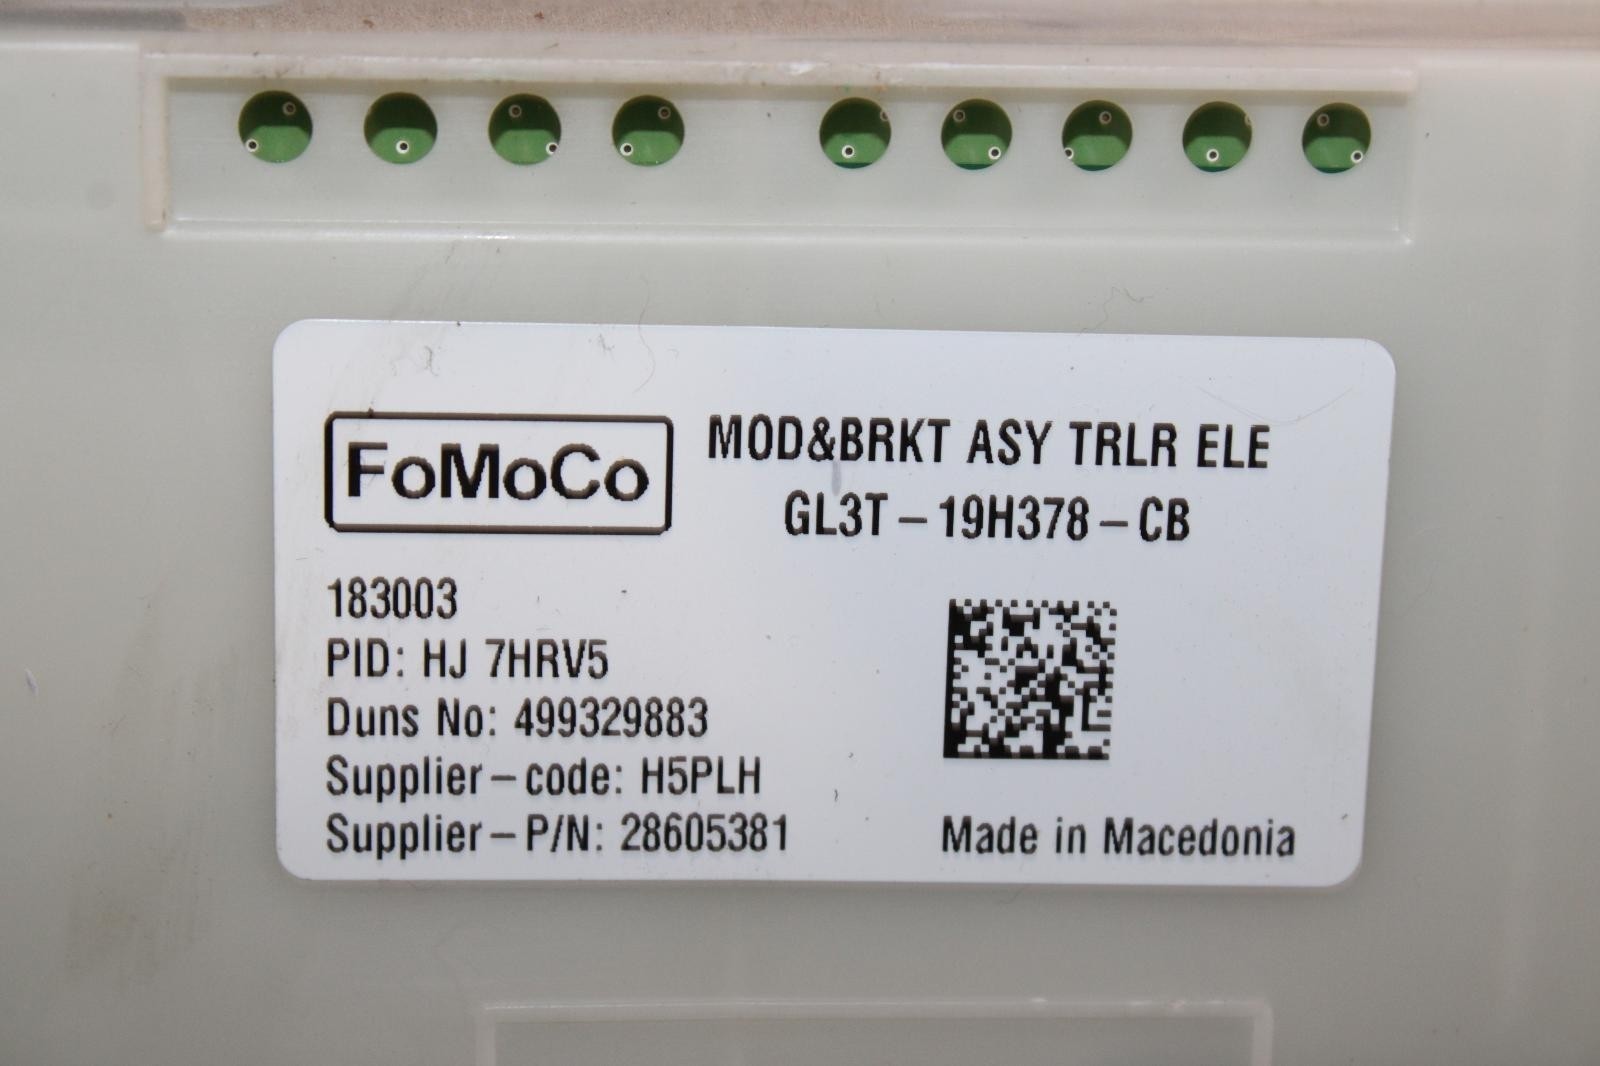 FoMoCo
MOD&BRKT ASY TRLR ELE
GL3T-19H378-CB
183003
PID: HJ 7HRV5
Duns No: 499329883
Supplier-code: H5PLH
Supplier-P/N: 28605381
Made in Macedonia